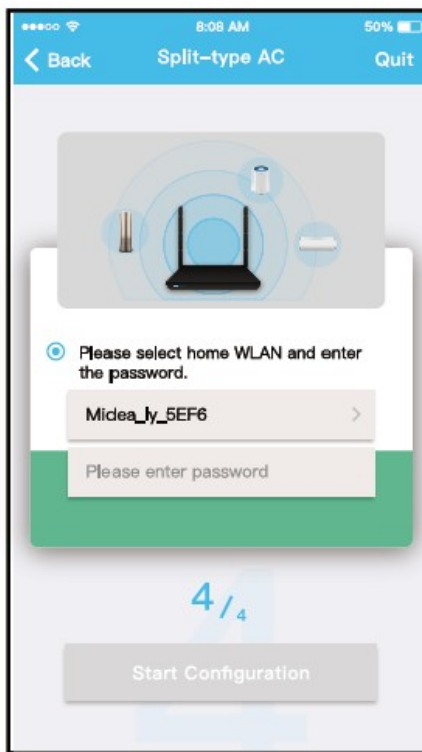 8:08 AM 50%
Back Split-type AC Quit
Please select home WLAN and enter
the password.
Midea_ly_5EF6
Please enter password
4/4
Start Configuration